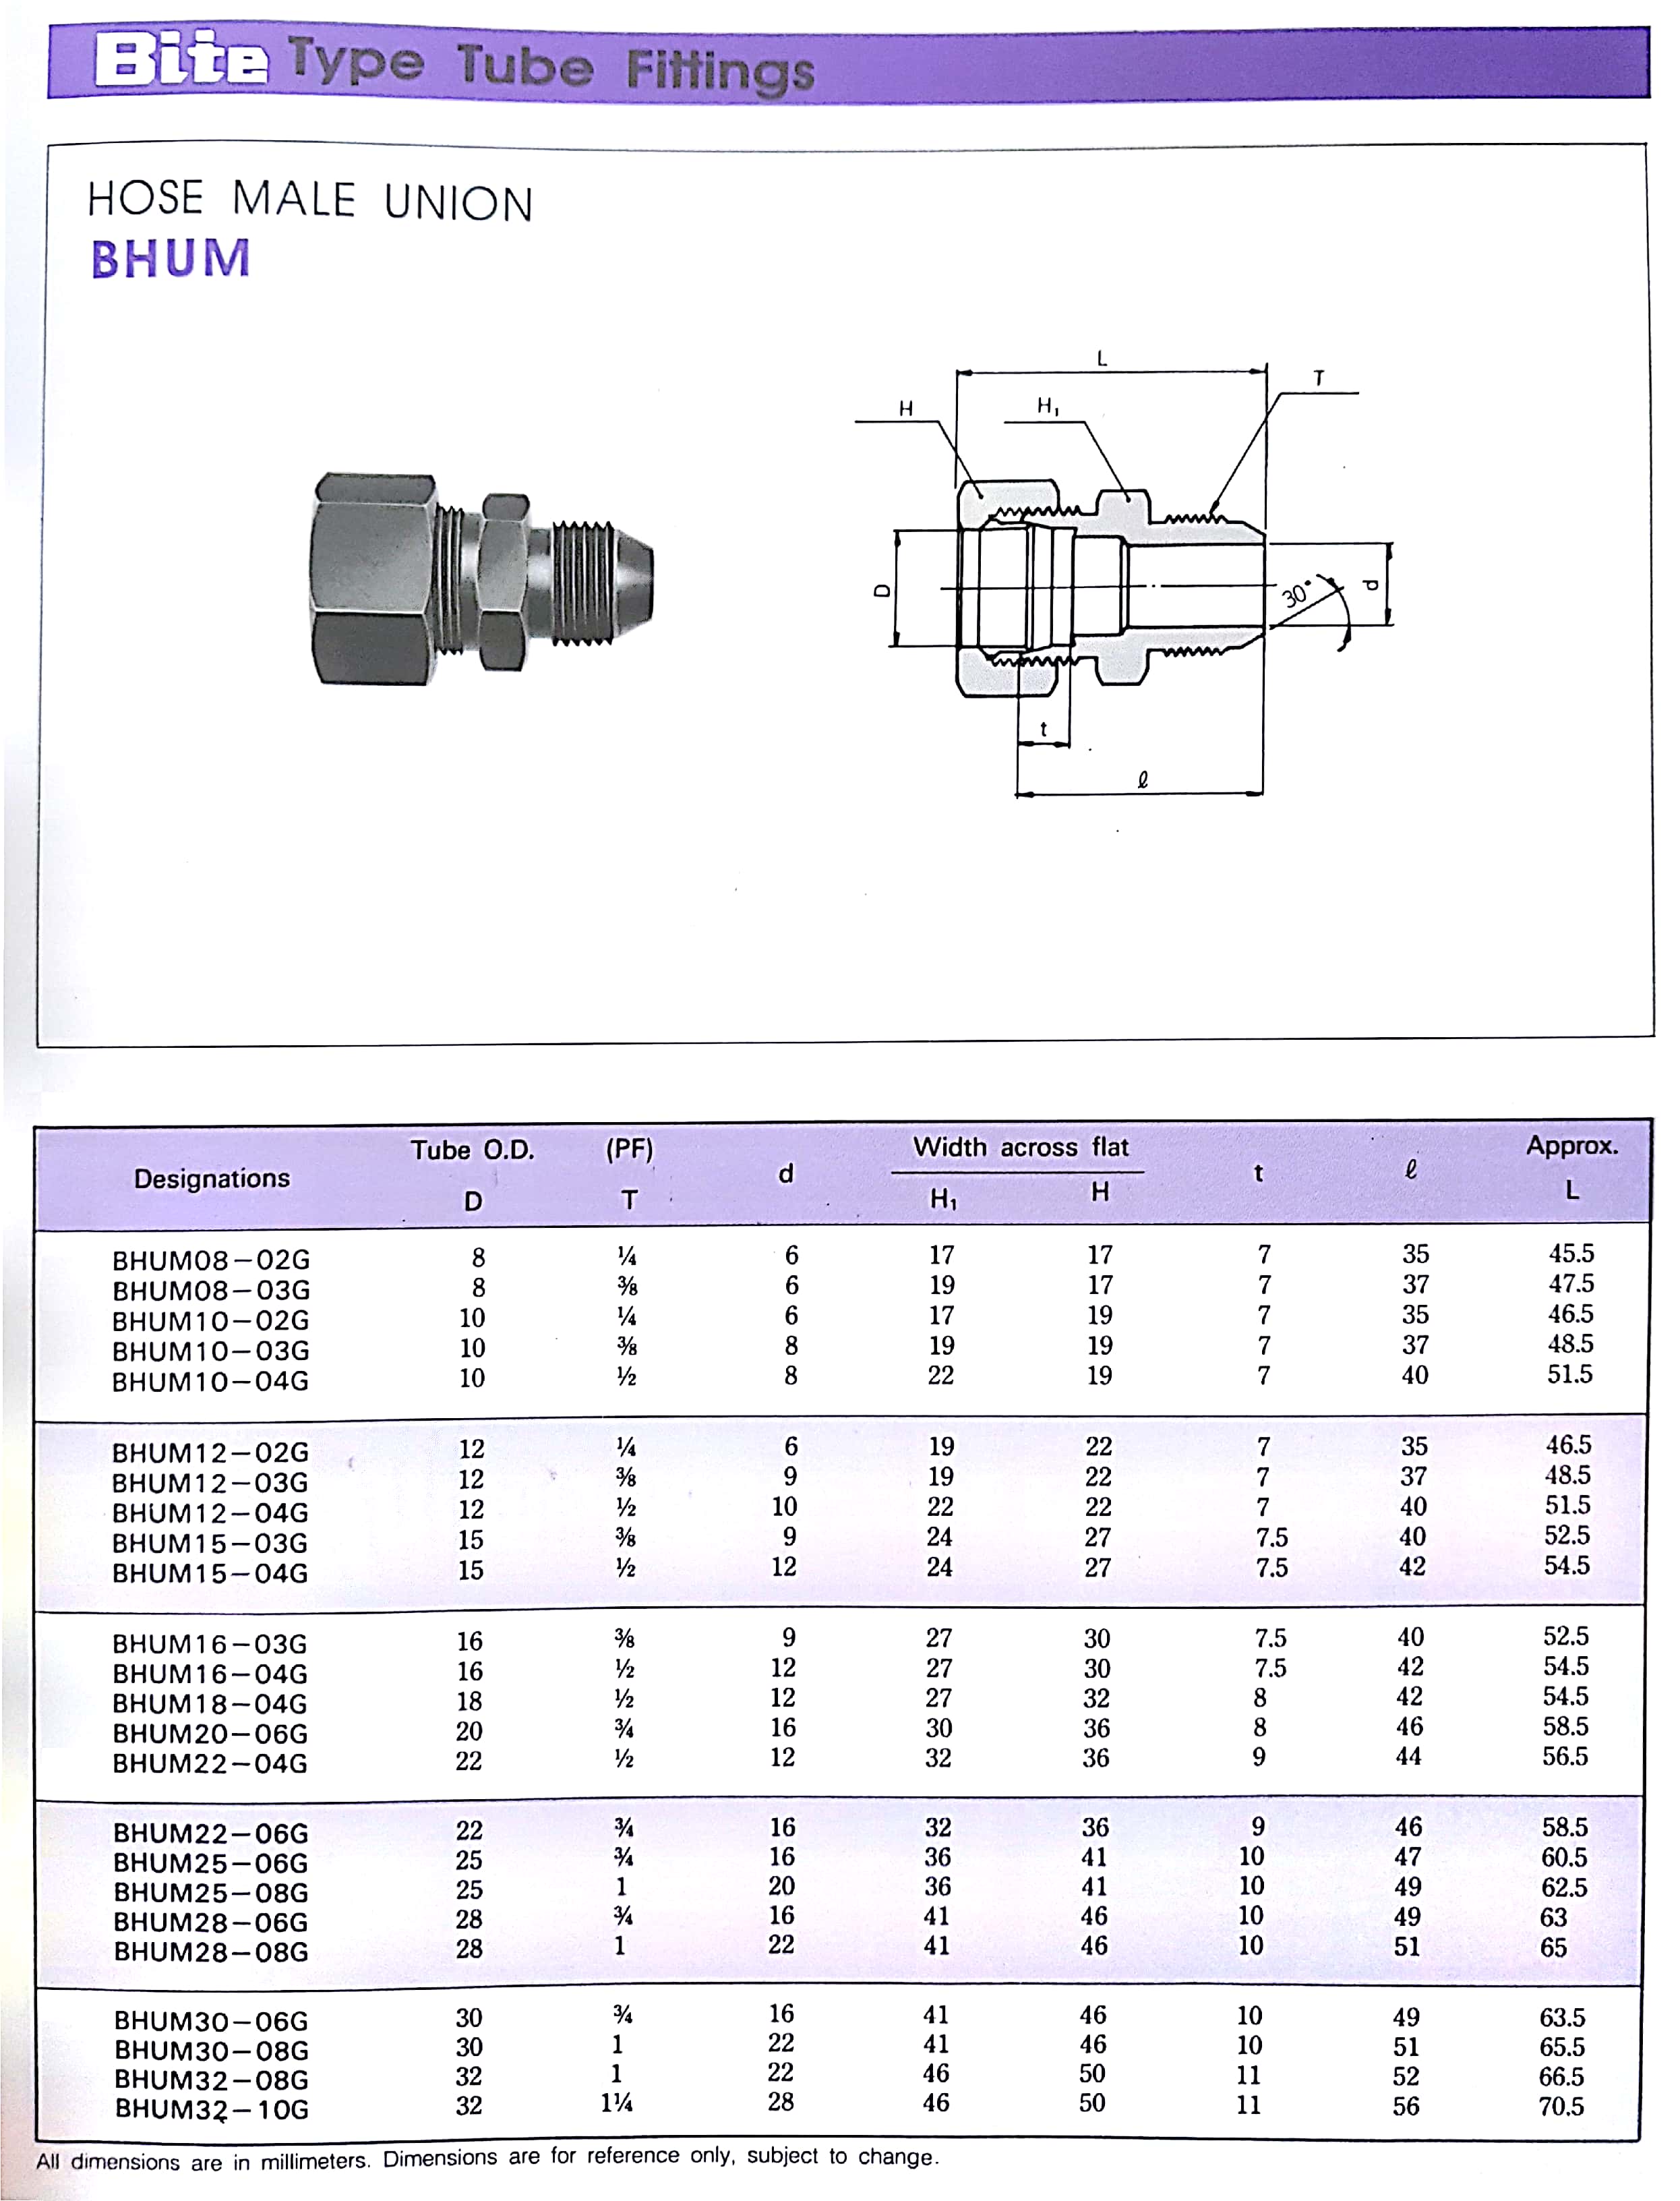 Bite Type Tube Fittings
HOSE MALE UNION
BHUM
L
T
H
H₁
D
d
30°
t
ℓ
Designations Tube O.D. D (PF) T d Width across flat H₁ H t ℓ Approx. L
BHUM08-02G 8 ¼ 6 17 17 7 35 45.5
BHUM08-03G 8 ⅜ 6 19 17 7 37 47.5
BHUM10-02G 10 ¼ 6 17 19 7 35 46.5
BHUM10-03G 10 ⅜ 8 19 19 7 37 48.5
BHUM10-04G 10 ½ 8 22 19 7 40 51.5
BHUM12-02G 12 ¼ 6 19 22 7 35 46.5
BHUM12-03G 12 ⅜ 9 19 22 7 37 48.5
BHUM12-04G 12 ½ 10 22 22 7 40 51.5
BHUM15-03G 15 ⅜ 9 24 27 7.5 40 52.5
BHUM15-04G 15 ½ 12 24 27 7.5 42 54.5
BHUM16-03G 16 ⅜ 9 27 30 7.5 40 52.5
BHUM16-04G 16 ½ 12 27 30 7.5 42 54.5
BHUM18-04G 18 ½ 12 27 32 8 42 54.5
BHUM20-06G 20 ¾ 16 30 36 8 46 58.5
BHUM22-04G 22 ½ 12 32 36 9 44 56.5
BHUM22-06G 22 ¾ 16 32 36 9 46 58.5
BHUM25-06G 25 ¾ 16 36 41 10 47 60.5
BHUM25-08G 25 1 20 36 41 10 49 62.5
BHUM28-06G 28 ¾ 16 41 46 10 49 63
BHUM28-08G 28 1 22 41 46 10 51 65
BHUM30-06G 30 ¾ 16 41 46 10 49 63.5
BHUM30-08G 30 1 22 41 46 10 51 65.5
BHUM32-08G 32 1 22 46 50 11 52 66.5
BHUM32-10G 32 1¼ 28 46 50 11 56 70.5
All dimensions are in millimeters. Dimensions are for reference only, subject to change.